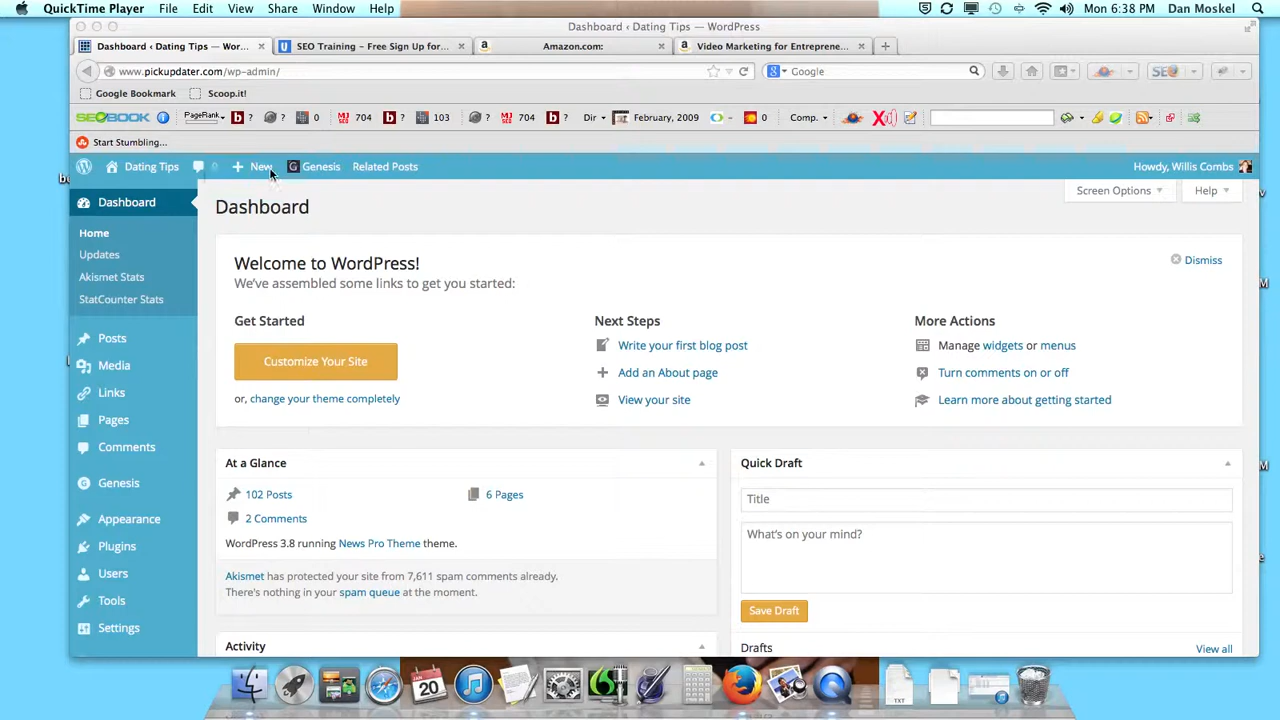 QuickTime Player File Edit View Share Window Help Mon 6:38 PM Dan Moskel
Dashboard ‹ Dating Tips — WordPress
Dashboard ‹ Dating Tips — Wor... SEO Training – Free Sign Up for... Amazon.com: Video Marketing for Entreprene...
www.pickupdater.com/wp-admin/ Google
Google Bookmark Scoop.it!
SEOBOOK PageRank ? ? 0 704 ? 103 ? 704 ? Dir February, 2009 – 0 Comp.
Start Stumbling...
Dating Tips 0 New Genesis Related Posts Howdy, Willis Combs
Dashboard
Screen Options Help
Dashboard
Home
Updates
Akismet Stats
StatCounter Stats
Posts
Media
Links
Pages
Comments
Genesis
Appearance
Plugins
Users
Tools
Settings
Welcome to WordPress!
Dismiss
We've assembled some links to get you started:
Get Started
Customize Your Site
or, change your theme completely
Next Steps
Write your first blog post
Add an About page
View your site
More Actions
Manage widgets or menus
Turn comments on or off
Learn more about getting started
At a Glance
102 Posts 6 Pages
2 Comments
WordPress 3.8 running News Pro Theme theme.
Akismet has protected your site from 7,611 spam comments already.
There's nothing in your spam queue at the moment.
Activity
Quick Draft
Title
What's on your mind?
Save Draft
Drafts View all
20
TXT